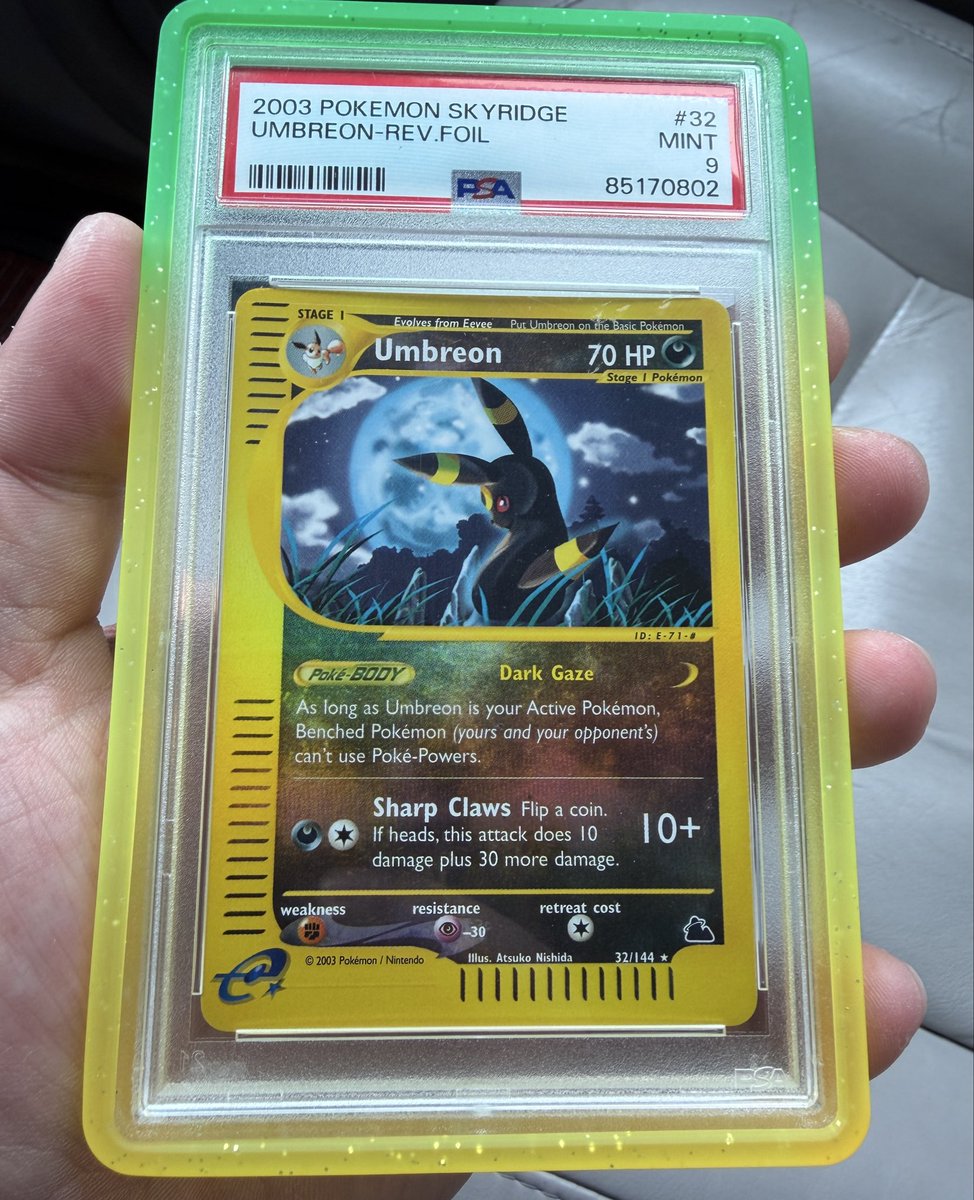 2003 POKEMON SKYRIDGE #32
UMBREON-REV.FOIL MINT
9
PSA 85170802
STAGE 1 Evolves from Eevee Put Umbreon on the Basic Pokémon
Umbreon 70 HP
Stage 1 Pokémon
ID: E-71-#
Poké-BODY Dark Gaze
As long as Umbreon is your Active Pokémon,
Benched Pokémon (yours and your opponent's)
can't use Poké-Powers.
Sharp Claws Flip a coin.
If heads, this attack does 10 10+
damage plus 30 more damage.
weakness resistance retreat cost
-30
Illus. Atsuko Nishida 32/144 ★
e © 2003 Pokémon / Nintendo
PSA